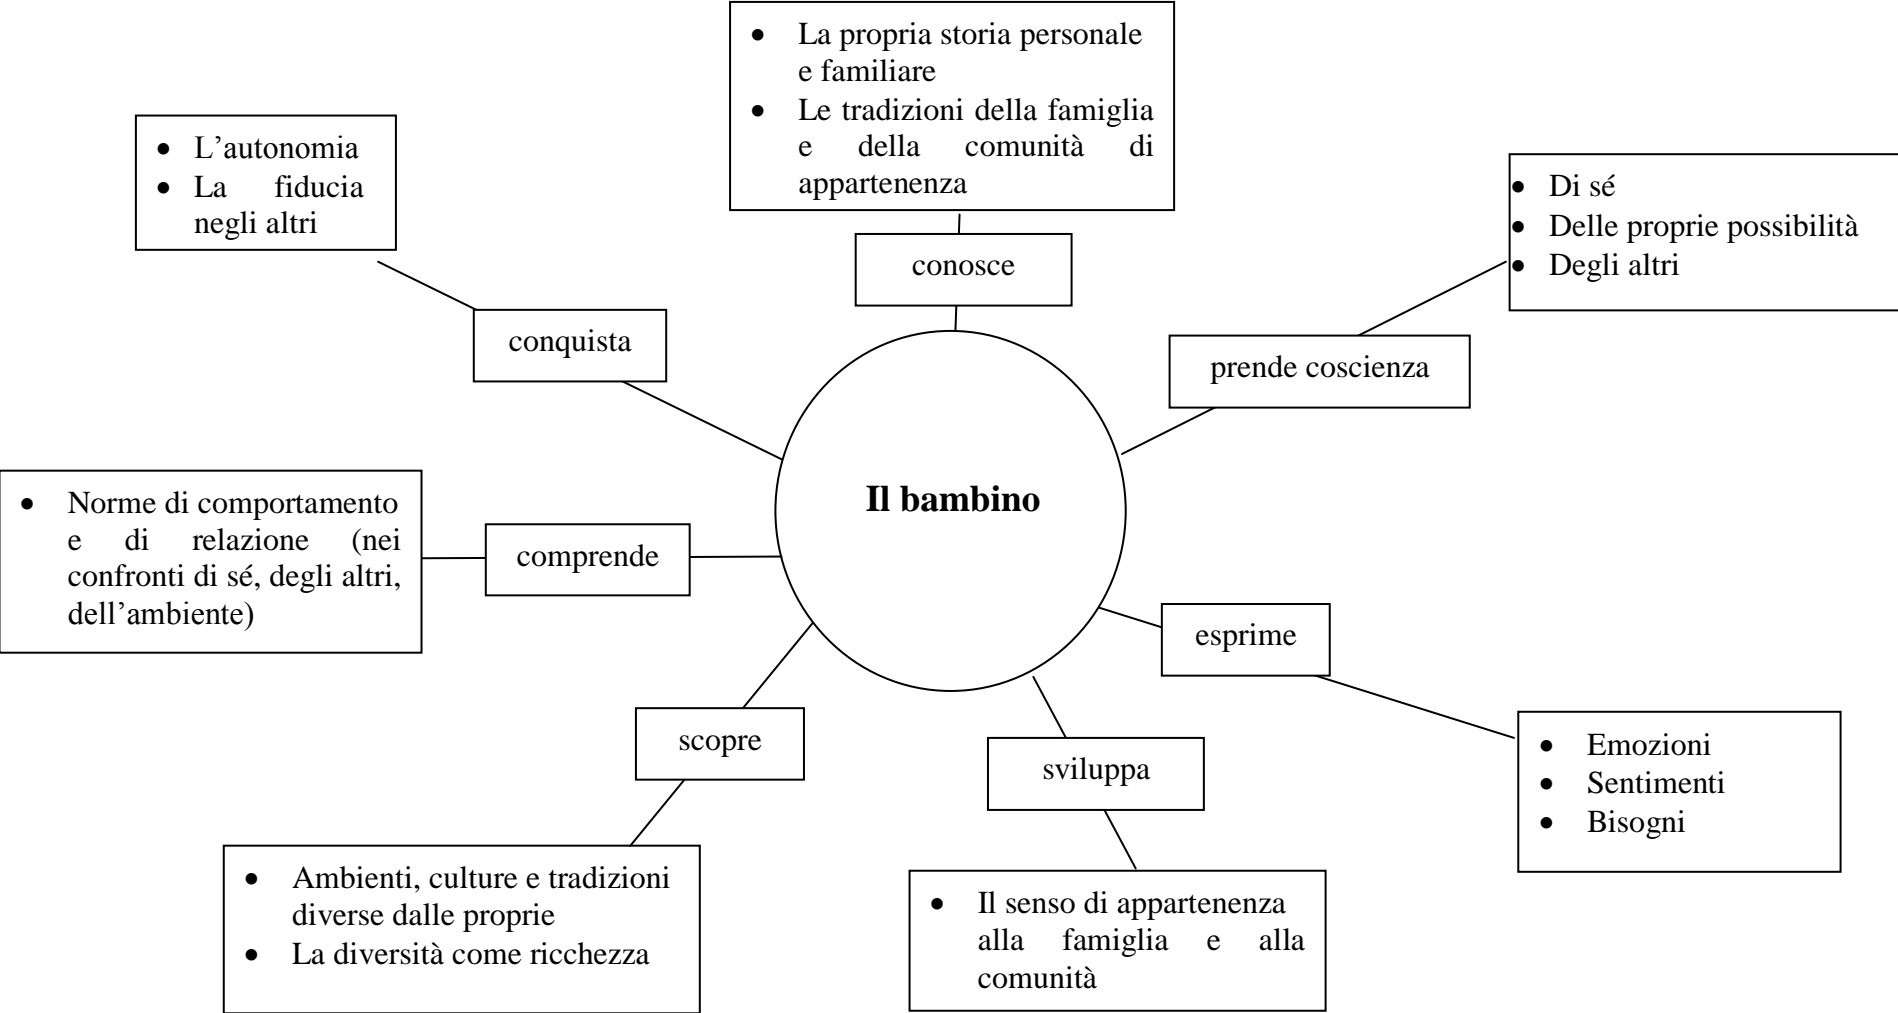 • La propria storia personale
e familiare
• Le tradizioni della famiglia
e della comunità di
appartenenza
conosce
• L’autonomia
• La fiducia
negli altri
conquista
• Di sé
• Delle proprie possibilità
• Degli altri
prende coscienza
Il bambino
• Norme di comportamento
e di relazione (nei
confronti di sé, degli altri,
dell’ambiente)
comprende
esprime
• Emozioni
• Sentimenti
• Bisogni
scopre
• Ambienti, culture e tradizioni
diverse dalle proprie
• La diversità come ricchezza
sviluppa
• Il senso di appartenenza
alla famiglia e alla
comunità